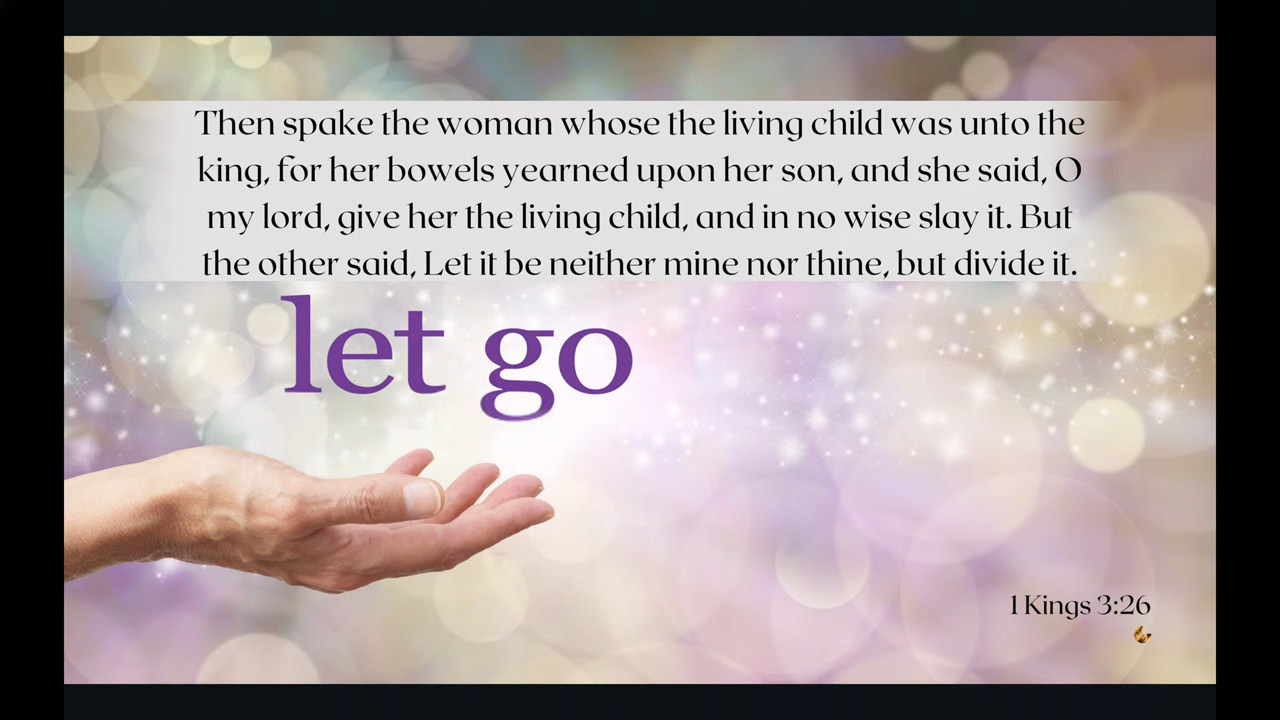 Then spake the woman whose the living child was unto the
king, for her bowels yearned upon her son, and she said, O
my lord, give her the living child, and in no wise slay it. But
the other said, Let it be neither mine nor thine, but divide it.
let go
1 Kings 3:26